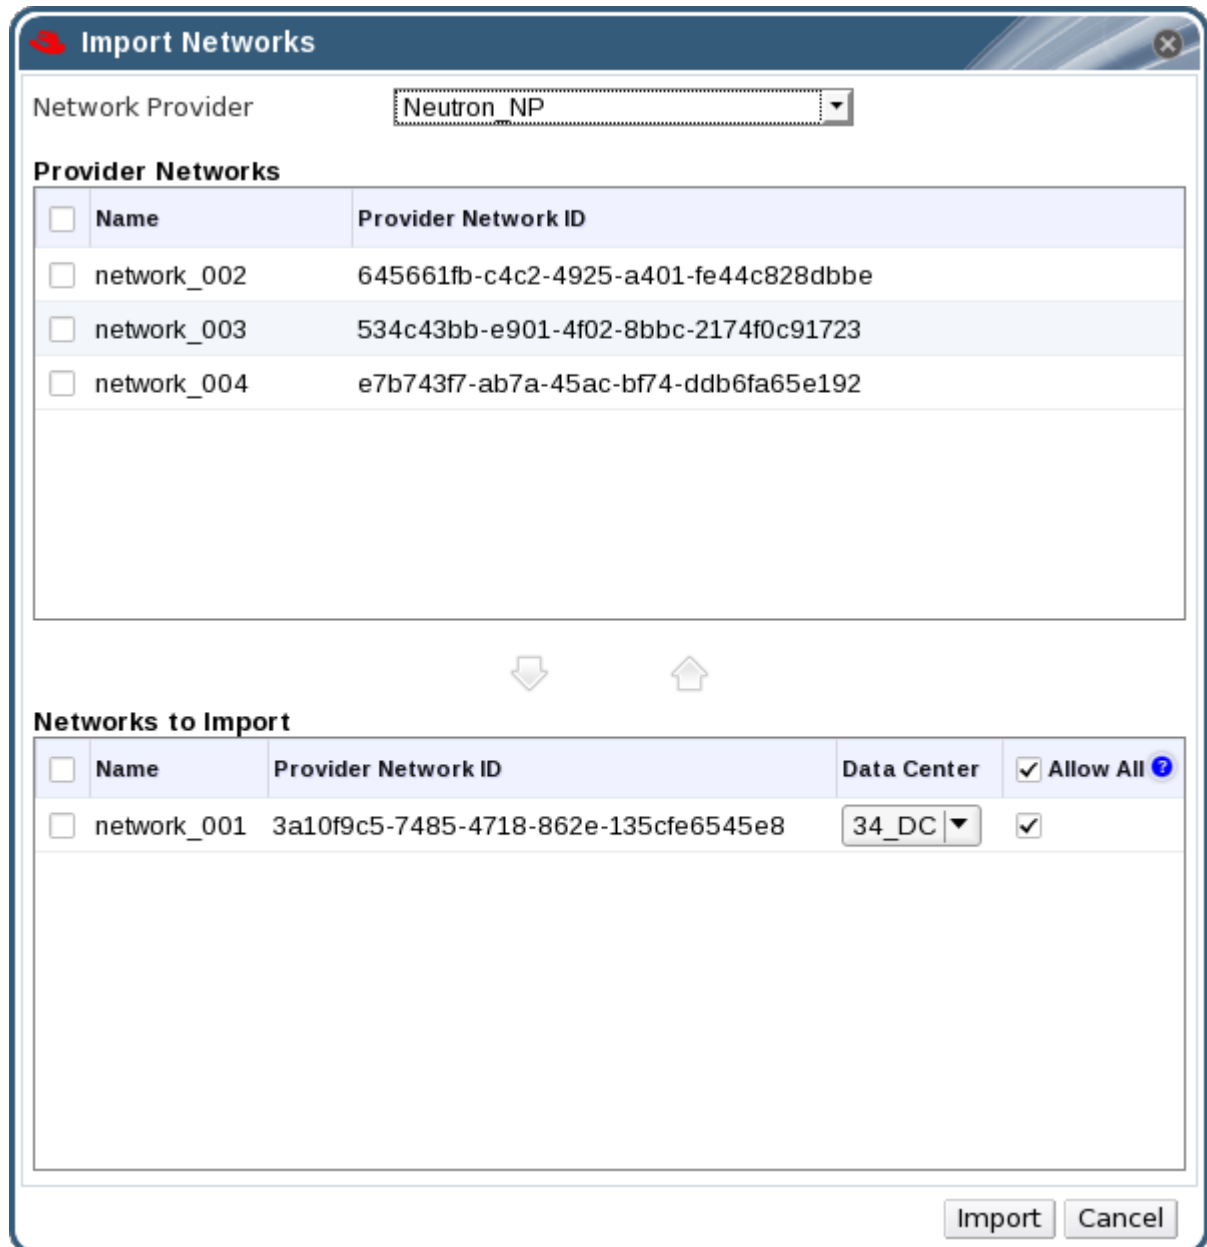 Import Networks
Network Provider Neutron_NP
Provider Networks
Name Provider Network ID
network_002 645661fb-c4c2-4925-a401-fe44c828dbbe
network_003 534c43bb-e901-4f02-8bbc-2174f0c91723
network_004 e7b743f7-ab7a-45ac-bf74-ddb6fa65e192
Networks to Import
Name Provider Network ID Data Center Allow All ?
network_001 3a10f9c5-7485-4718-862e-135cfe6545e8 34_DC
Import Cancel